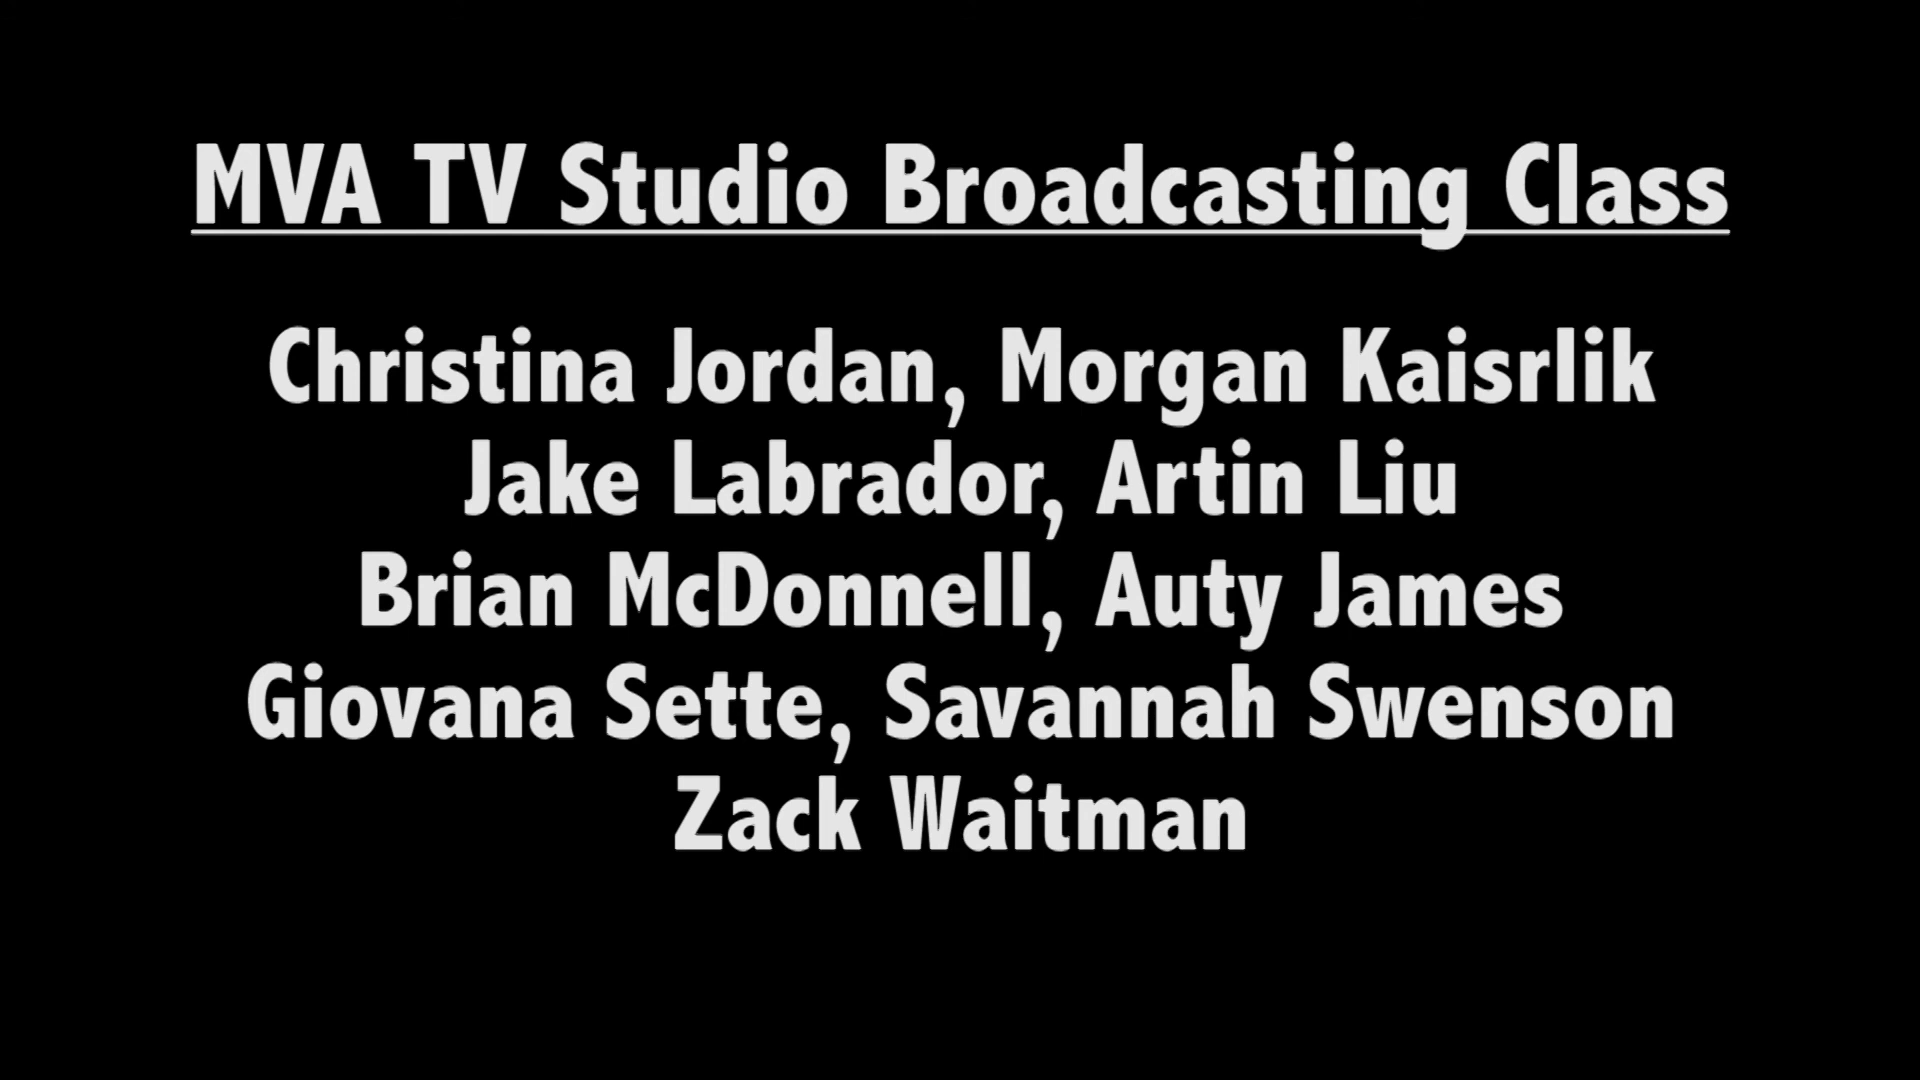 MVA TV Studio Broadcasting Class
Christina Jordan, Morgan Kaisrlik
Jake Labrador, Artin Liu
Brian McDonnell, Auty James
Giovana Sette, Savannah Swenson
Zack Waitman